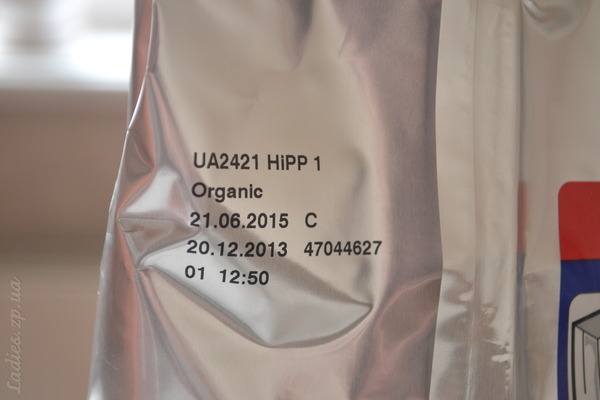 UA2421 HiPP 1
Organic
21.06.2015 C
20.12.2013 47044627
01 12:50
Ladies.zp.ua